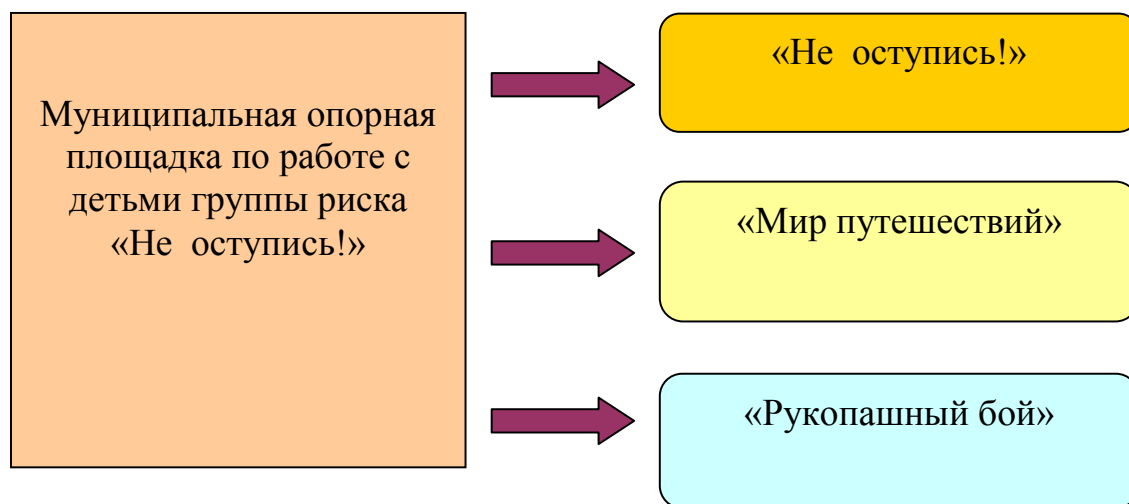 Муниципальная опорная
площадка по работе с
детьми группы риска
«Не  оступись!»
«Не  оступись!»
«Мир путешествий»
«Рукопашный бой»